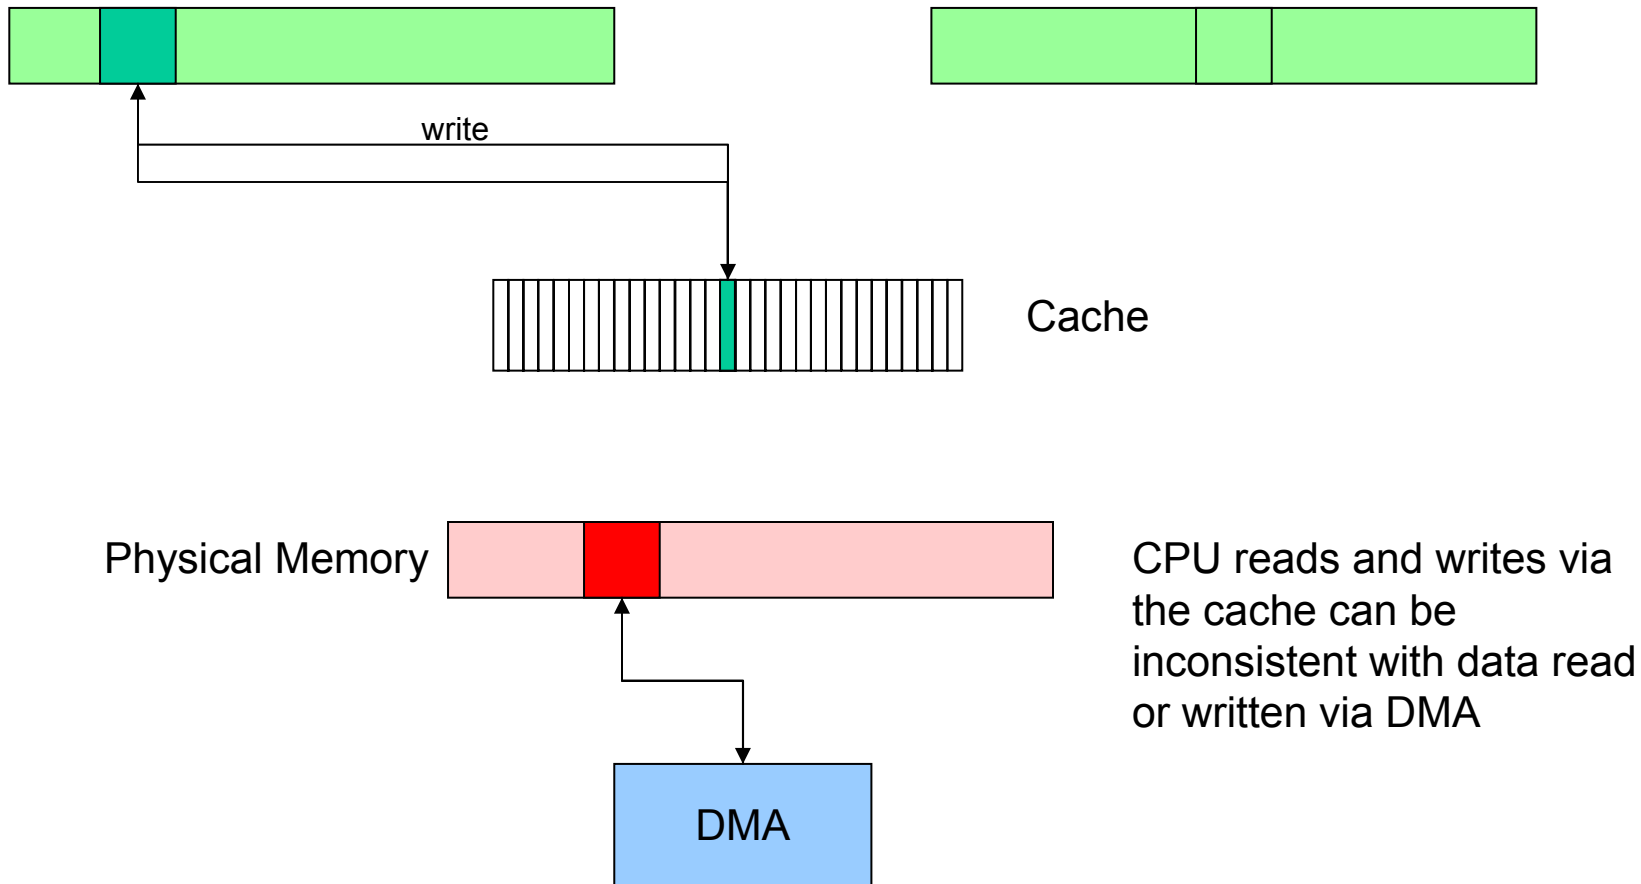 write
Cache
Physical Memory
CPU reads and writes via
the cache can be
inconsistent with data read
or written via DMA
DMA